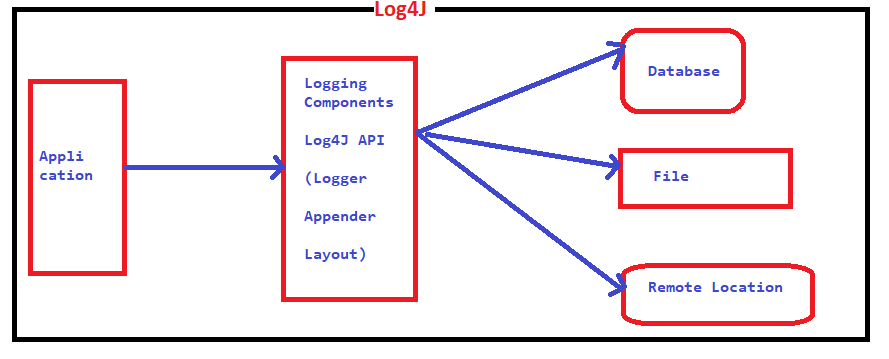 Log4J
Appli
cation
Logging
Components
Log4J API
(Logger
Appender
Layout)
Database
File
Remote Location